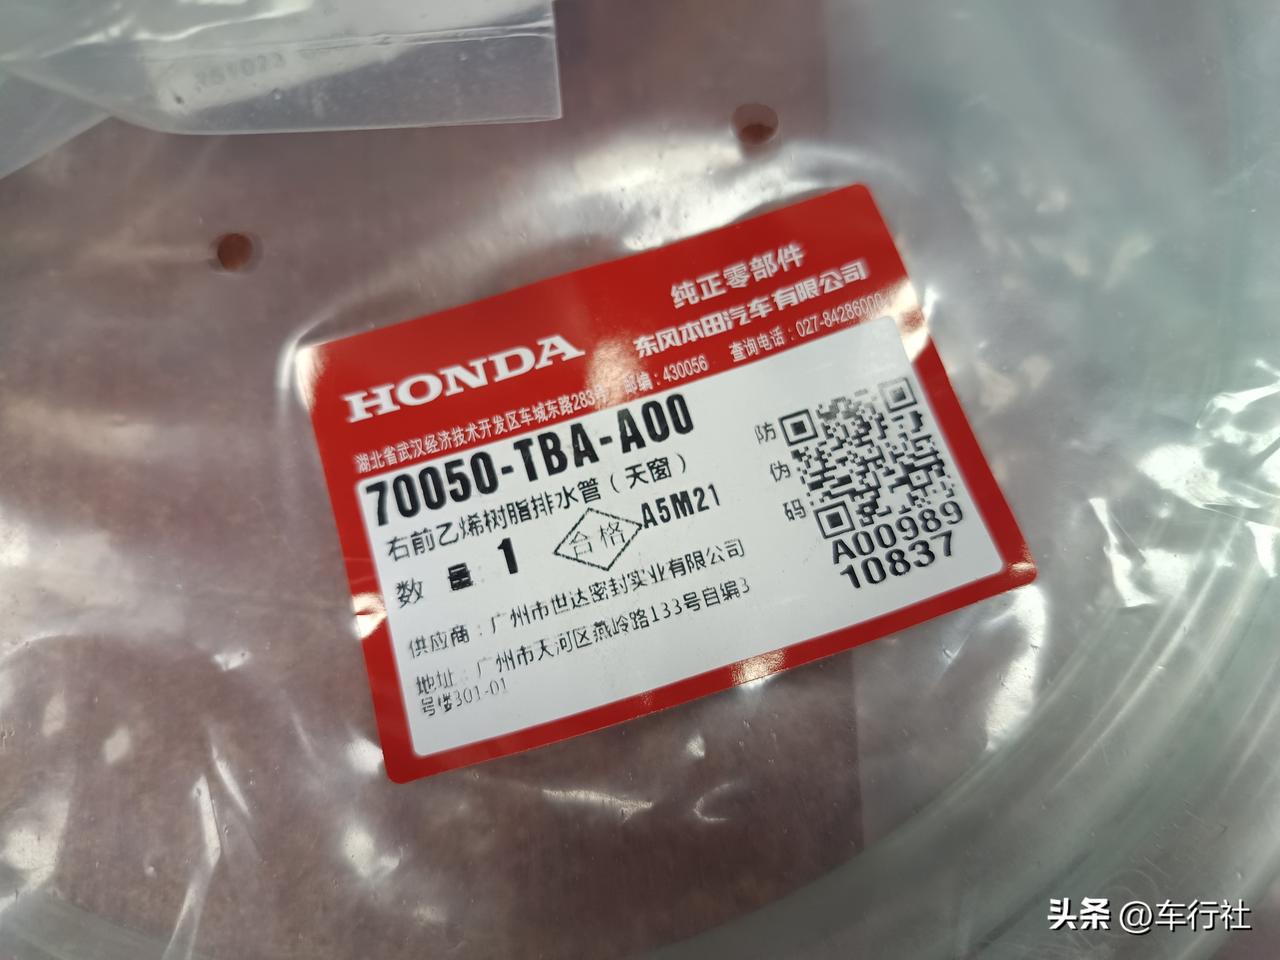 纯正零部件
HONDA 东风本田汽车有限公司
湖北省武汉经济技术开发区车城东路283号 邮编:430056 查询电话:027-84286000
70050-TBA-A00
右前乙烯树脂排水管(天窗)
数量 1 合格 A5M21
供应商:广州市世达密封实业有限公司
地址:广州市天河区燕岭路133号自编3
号楼301-01
防伪码
A00989
10837
头条 @车行社